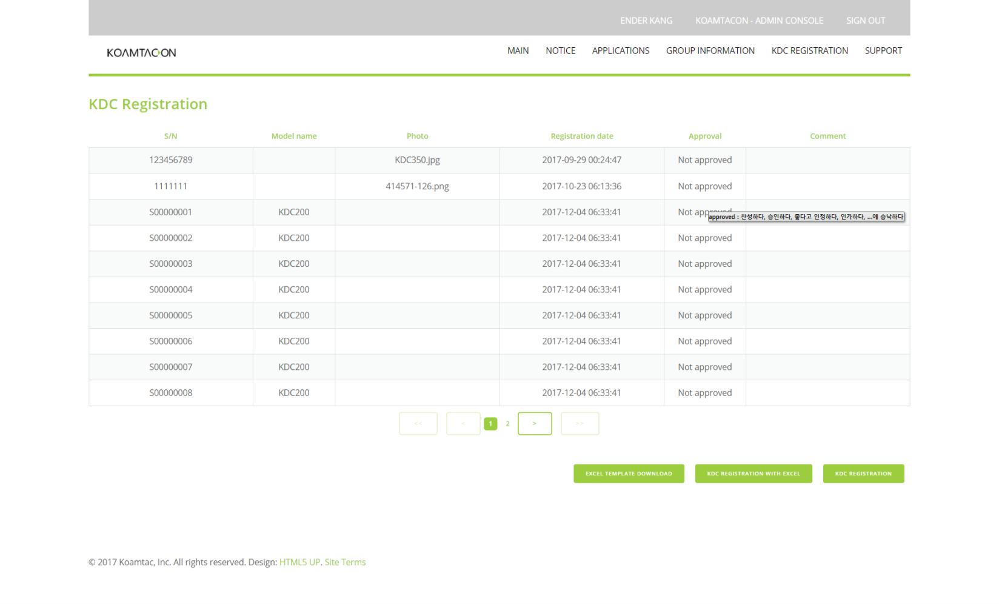 ENDER KANG KOAMTACON - ADMIN CONSOLE SIGN OUT
KOAMTACON MAIN NOTICE APPLICATIONS GROUP INFORMATION KDC REGISTRATION SUPPORT
KDC Registration
S/N Model name Photo Registration date Approval Comment
123456789 KDC350.jpg 2017-09-29 00:24:47 Not approved
1111111 414571-126.png 2017-10-23 06:13:36 Not approved
S00000001 KDC200 2017-12-04 06:33:41 Not app
approved : 찬성하다, 승인하다, 좋다고 인정하다, 인가하다, ...에 승낙하다
S00000002 KDC200 2017-12-04 06:33:41 Not approved
S00000003 KDC200 2017-12-04 06:33:41 Not approved
S00000004 KDC200 2017-12-04 06:33:41 Not approved
S00000005 KDC200 2017-12-04 06:33:41 Not approved
S00000006 KDC200 2017-12-04 06:33:41 Not approved
S00000007 KDC200 2017-12-04 06:33:41 Not approved
S00000008 KDC200 2017-12-04 06:33:41 Not approved
<< < 1 2 > >>
EXCEL TEMPLATE DOWNLOAD KDC REGISTRATION WITH EXCEL KDC REGISTRATION
© 2017 Koamtac, Inc. All rights reserved. Design: HTML5 UP. Site Terms